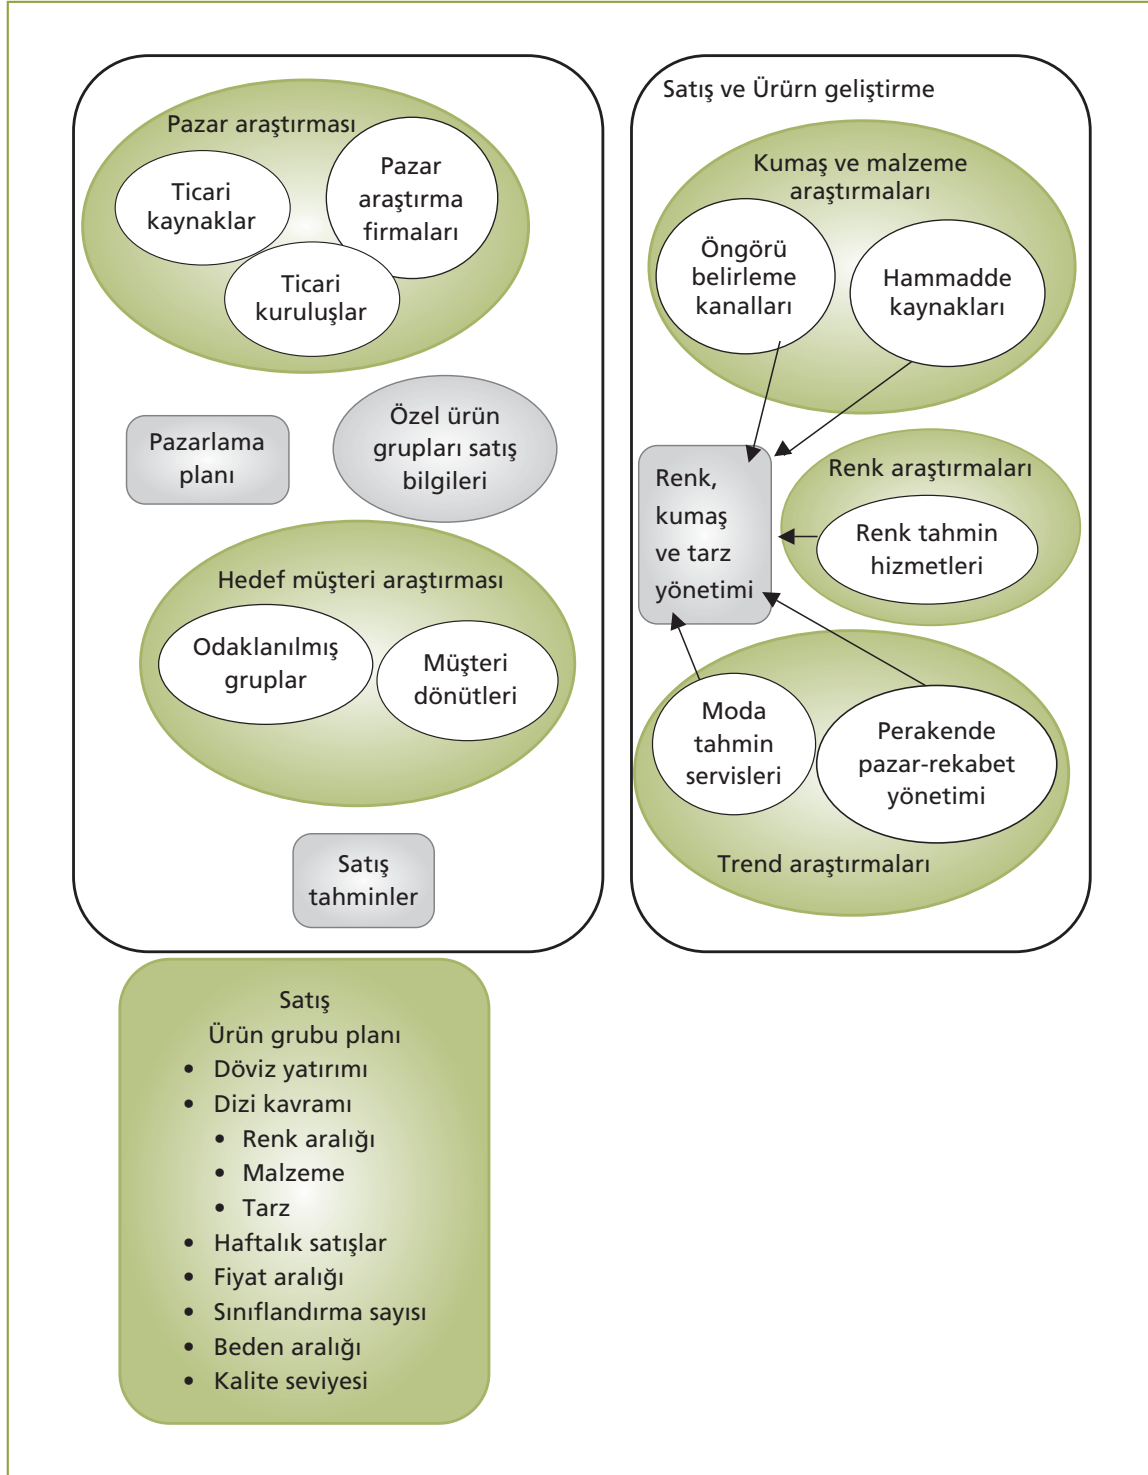 Pazar araştırması
Ticari
kaynaklar
Pazar
araştırma
firmaları
Ticari
kuruluşlar
Pazarlama
planı
Özel ürün
grupları satış
bilgileri
Hedef müşteri araştırması
Odaklanılmış
gruplar
Müşteri
dönütleri
Satış
tahminler
Satış ve Ürürn geliştirme
Kumaş ve malzeme
araştırmaları
Öngörü
belirleme
kanalları
Hammadde
kaynakları
Renk,
kumaş
ve tarz
yönetimi
Renk araştırmaları
Renk tahmin
hizmetleri
Moda
tahmin
servisleri
Perakende
pazar-rekabet
yönetimi
Trend araştırmaları
Satış
Ürün grubu planı
• Döviz yatırımı
• Dizi kavramı
• Renk aralığı
• Malzeme
• Tarz
• Haftalık satışlar
• Fiyat aralığı
• Sınıflandırma sayısı
• Beden aralığı
• Kalite seviyesi